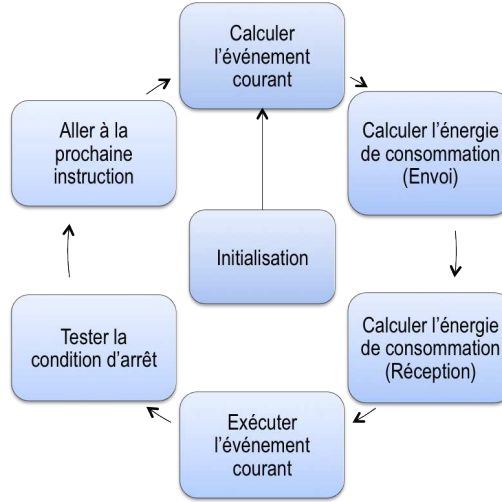 Calculer
l'événement
courant
Calculer l'énergie
de consommation
(Envoi)
Aller à la
prochaine
instruction
Initialisation
Calculer l'énergie
de consommation
(Réception)
Tester la
condition d'arrêt
Exécuter
l'événement
courant